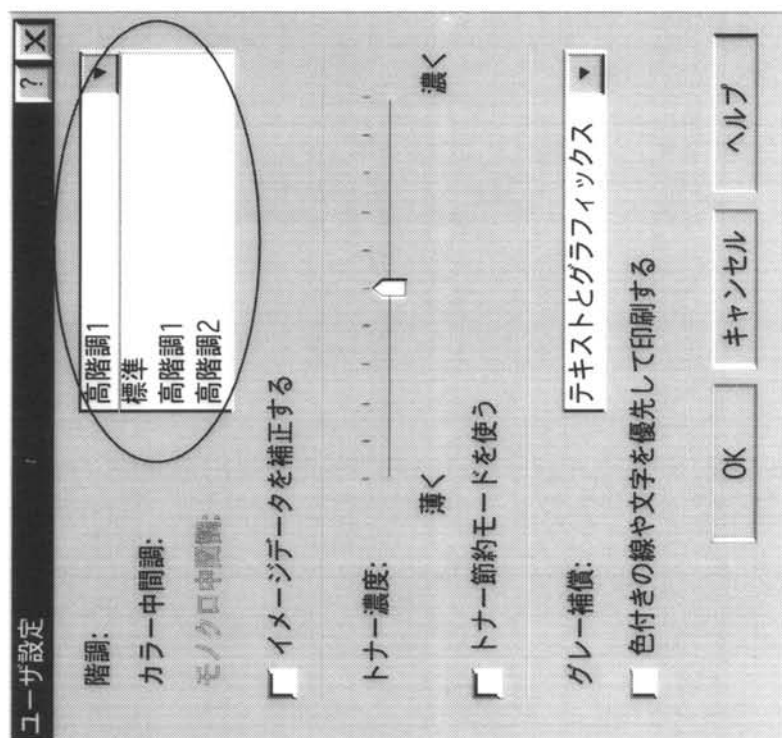 ユーザ設定
?
階調:
高階調1
標準
高階調1
高階調2
カラー中間調:
モノクロ中間調:
イメージデータを補正する
トナー濃度:
薄く
濃く
トナー節約モードを使う
グレー補償:
テキストとグラフィックス
色付きの線や文字を優先して印刷する
OK
キャンセル
ヘルプ